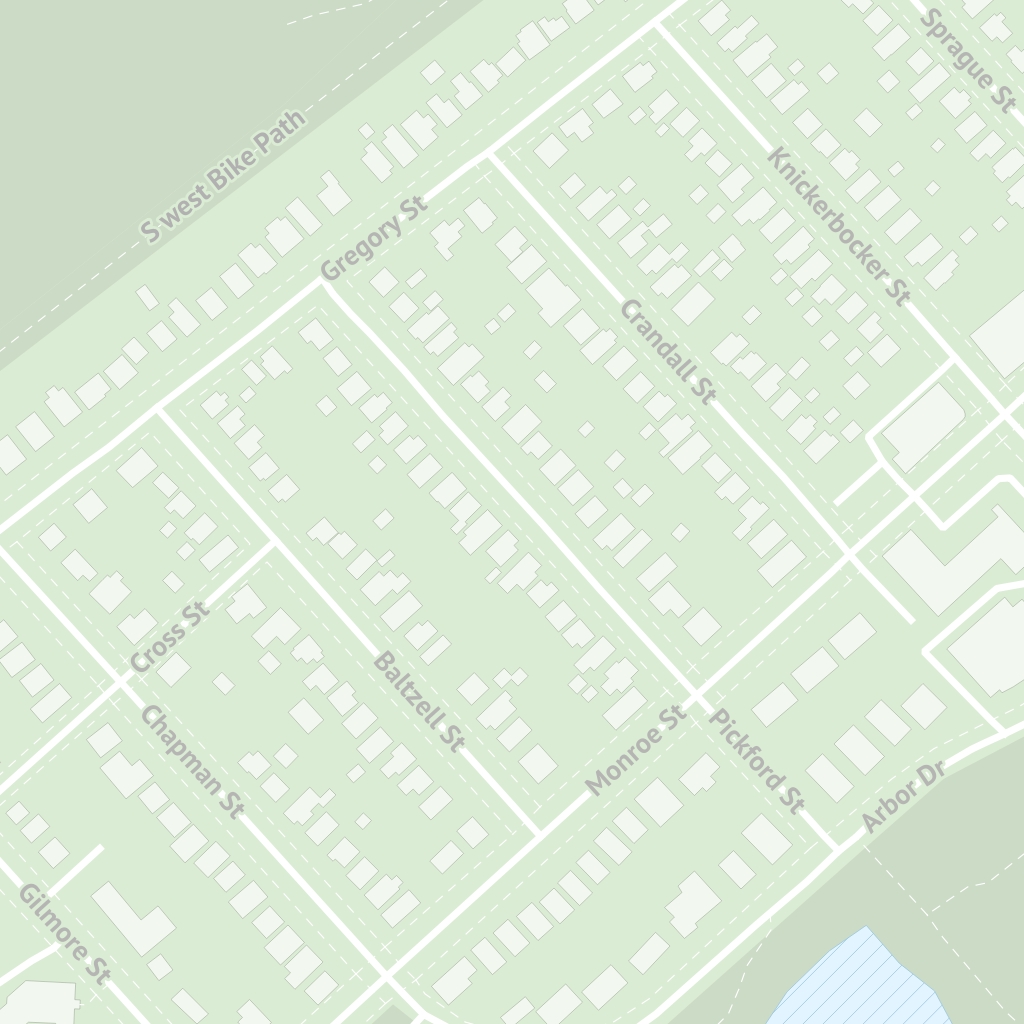 Sprague St
S west Bike Path
Knickerbocker St
Gregory St
Crandall St
Cross St
Baltzell St
Chapman St
Monroe St
Pickford St
Arbor Dr
Gilmore St